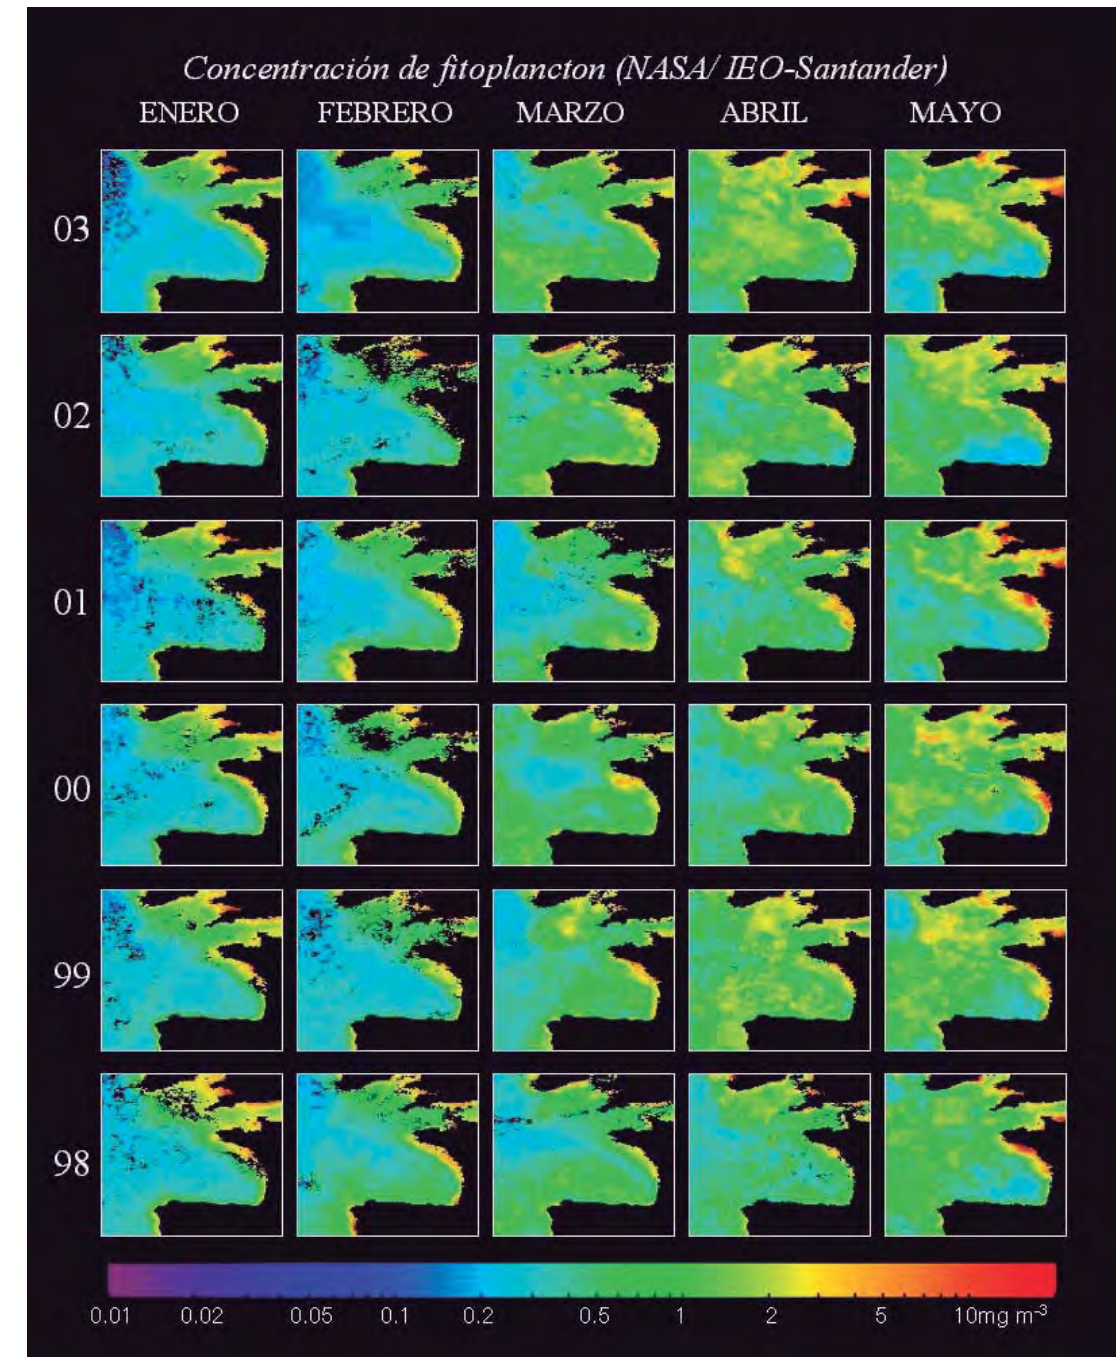 Concentración de fitoplancton (NASA/ IEO-Santander)
ENERO FEBRERO MARZO ABRIL MAYO
03
02
01
00
99
98
0.01 0.02 0.05 0.1 0.2 0.5 1 2 5 10mg m⁻³